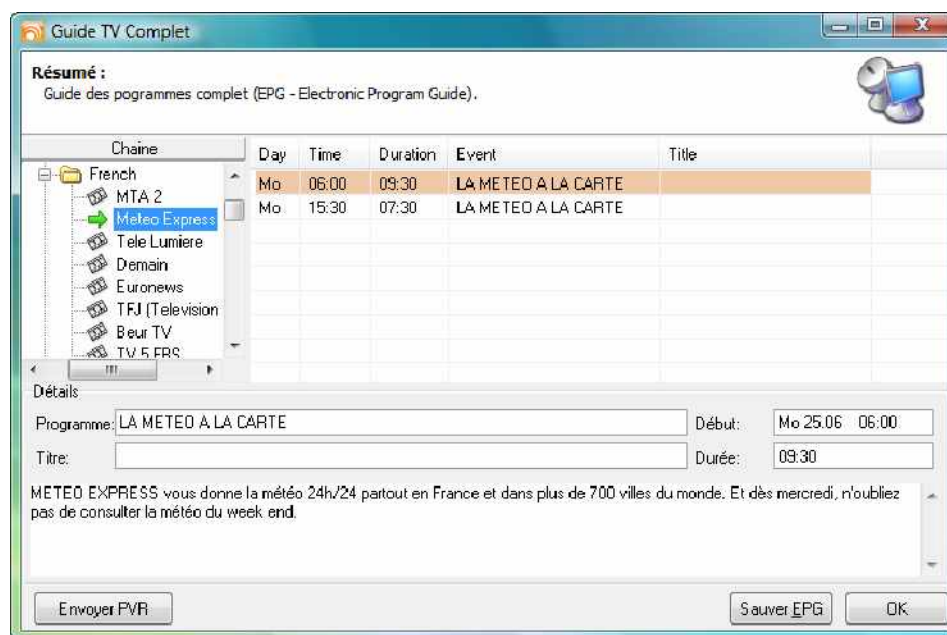 Guide TV Complet
Résumé :
Guide des pogrammes complet (EPG - Electronic Program Guide).
Chaine
Day Time Duration Event Title
French
MTA 2
Meteo Express
Tele Lumiere
Demain
Euronews
TFJ (Television
Beur TV
TV 5 FBS
Mo 06:00 09:30 LA METEO A LA CARTE
Mo 15:30 07:30 LA METEO A LA CARTE
Détails
Programme: LA METEO A LA CARTE
Début: Mo 25.06 06:00
Titre:
Durée: 09:30
METEO EXPRESS vous donne la météo 24h/24 partout en France et dans plus de 700 villes du monde. Et dès mercredi, n'oubliez
pas de consulter la météo du week end.
Envoyer PVR
Sauver EPG
OK